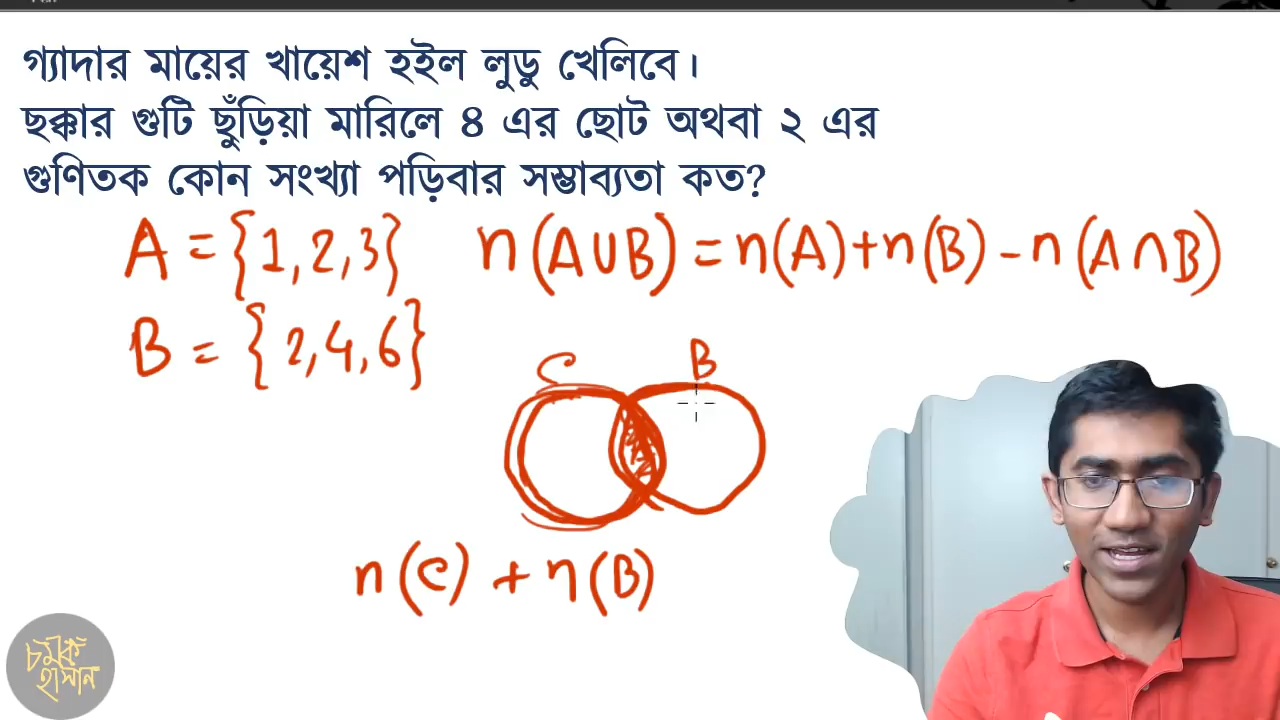 গ্যাদার মায়ের খায়েশ হইল লুডু খেলিবে।
ছক্কার গুটি ছুঁড়িয়া মারিলে ৪ এর ছোট অথবা ২ এর
গুণিতক কোন সংখ্যা পড়িবার সম্ভাব্যতা কত?
A = {1,2,3}
n(A∪B) = n(A)+n(B)-n(A∩B)
B = {2,4,6}
C B
n(C) + n(B)
চমক
হাসান